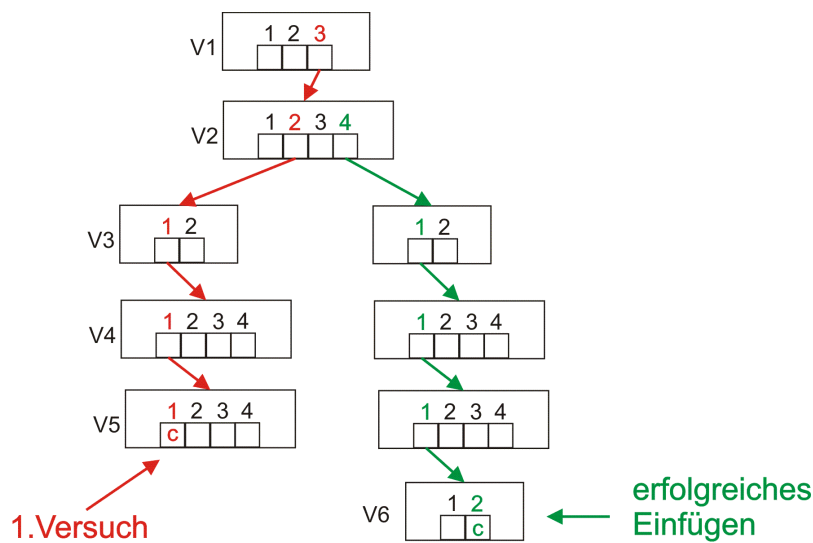 1 2 3
V1
1 2 3 4
V2
1 2
V3
1 2
1 2 3 4
V4
1 2 3 4
1 2 3 4
V5
c
1 2 3 4
1.Versuch
1 2
V6
c
erfolgreiches
Einfügen